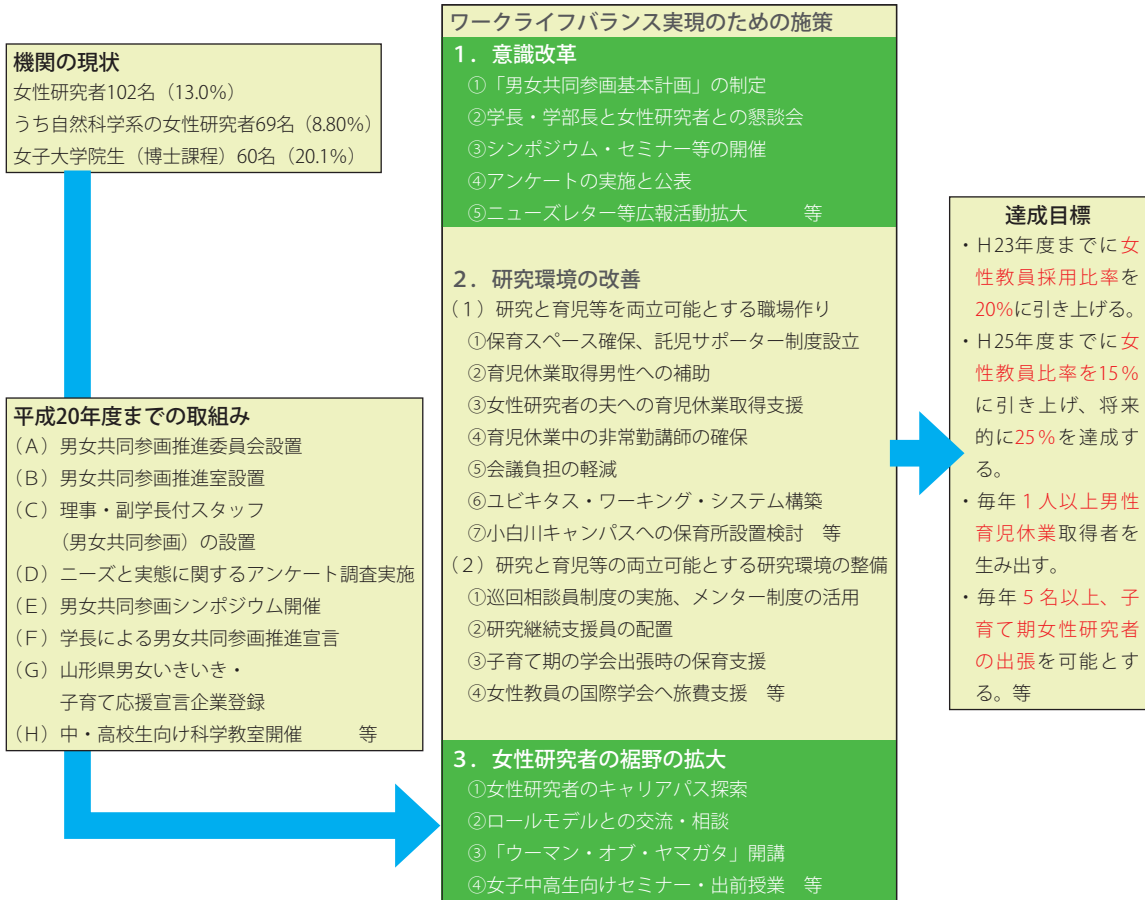 機関の現状
女性研究者102名（13.0%）
うち自然科学系の女性研究者69名（8.80%）
女子大学院生（博士課程）60名（20.1%）
平成20年度までの取組み
（A）男女共同参画推進委員会設置
（B）男女共同参画推進室設置
（C）理事・副学長付スタッフ
（男女共同参画）の設置
（D）ニーズと実態に関するアンケート調査実施
（E）男女共同参画シンポジウム開催
（F）学長による男女共同参画推進宣言
（G）山形県男女いきいき・
子育て応援宣言企業登録
（H）中・高校生向け科学教室開催　等
ワークライフバランス実現のための施策
１．意識改革
①「男女共同参画基本計画」の制定
②学長・学部長と女性研究者との懇談会
③シンポジウム・セミナー等の開催
④アンケートの実施と公表
⑤ニューズレター等広報活動拡大　等
２．研究環境の改善
（１）研究と育児等を両立可能とする職場作り
①保育スペース確保、託児サポーター制度設立
②育児休業取得男性への補助
③女性研究者の夫への育児休業取得支援
④育児休業中の非常勤講師の確保
⑤会議負担の軽減
⑥ユビキタス・ワーキング・システム構築
⑦小白川キャンパスへの保育所設置検討　等
（２）研究と育児等の両立可能とする研究環境の整備
①巡回相談員制度の実施、メンター制度の活用
②研究継続支援員の配置
③子育て期の学会出張時の保育支援
④女性教員の国際学会へ旅費支援　等
３．女性研究者の裾野の拡大
①女性研究者のキャリアパス探索
②ロールモデルとの交流・相談
③「ウーマン・オブ・ヤマガタ」開講
④女子中高生向けセミナー・出前授業　等
達成目標
・H23年度までに女
性教員採用比率を
20%に引き上げる。
・H25年度までに女
性教員比率を15％
に引き上げ、将来
的に25％を達成す
る。
・毎年１人以上男性
育児休業取得者を
生み出す。
・毎年５名以上、子
育て期女性研究者
の出張を可能とす
る。等